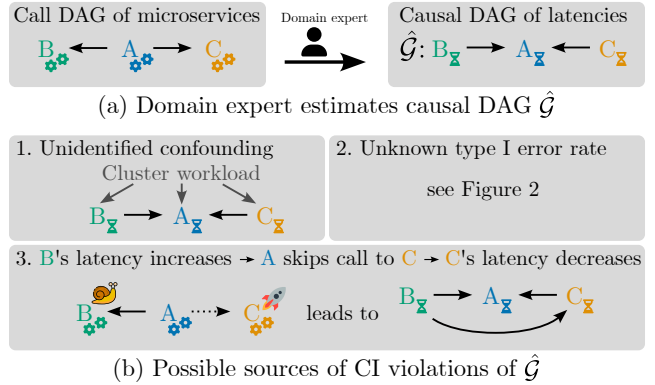 Call DAG of microservices
B A C
Domain expert
Causal DAG of latencies
𝒢̂: B A C
(a) Domain expert estimates causal DAG 𝒢̂
1. Unidentified confounding
Cluster workload
B A C
2. Unknown type I error rate
see Figure 2
3. B's latency increases → A skips call to C → C's latency decreases
B A C
leads to
B A C
(b) Possible sources of CI violations of 𝒢̂